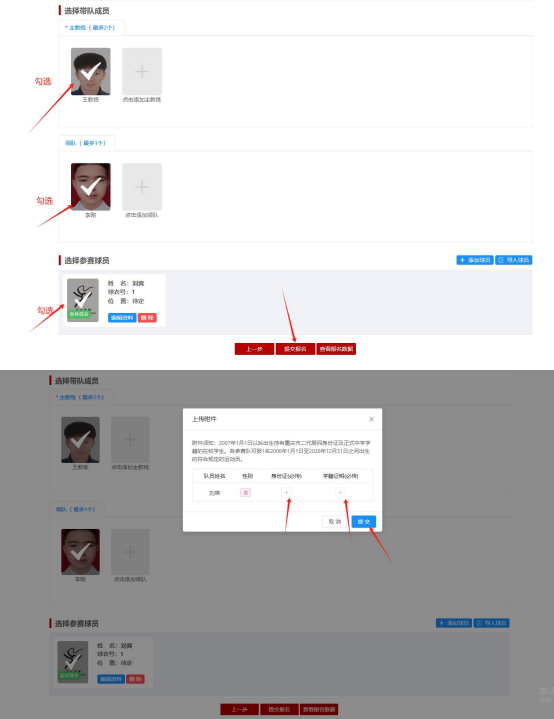 选择带队成员
* 主教练（最多2个）
勾选
王教练
点击添加主教练
领队（最多1个）
勾选
李刚
点击添加领队
选择参赛球员
+ 添加球员
导入球员
勾选
姓 名：刘爽
球衣号：1
位 置：待定
编辑资料 删 除
上一步 提交报名 查看报名数据
选择带队成员
* 主教练（最多2个）
王教练
点击添加主教练
领队（最多1个）
李刚
点击添加领队
上传附件
附件须知：2007年1月1日以后出生持有重庆市二代居民身份证及正式中学学
籍的在校学生。各参赛队可报1名2006年1月1日至2026年12月31日之间出生
的符合规定的运动员。
队员姓名 性别 身份证(必传) 学籍证明(必传)
刘爽 女
取 消 提 交
选择参赛球员
+ 添加球员
导入球员
姓 名：刘爽
球衣号：1
位 置：待定
编辑资料 删 除
上一步 提交报名 查看报名数据